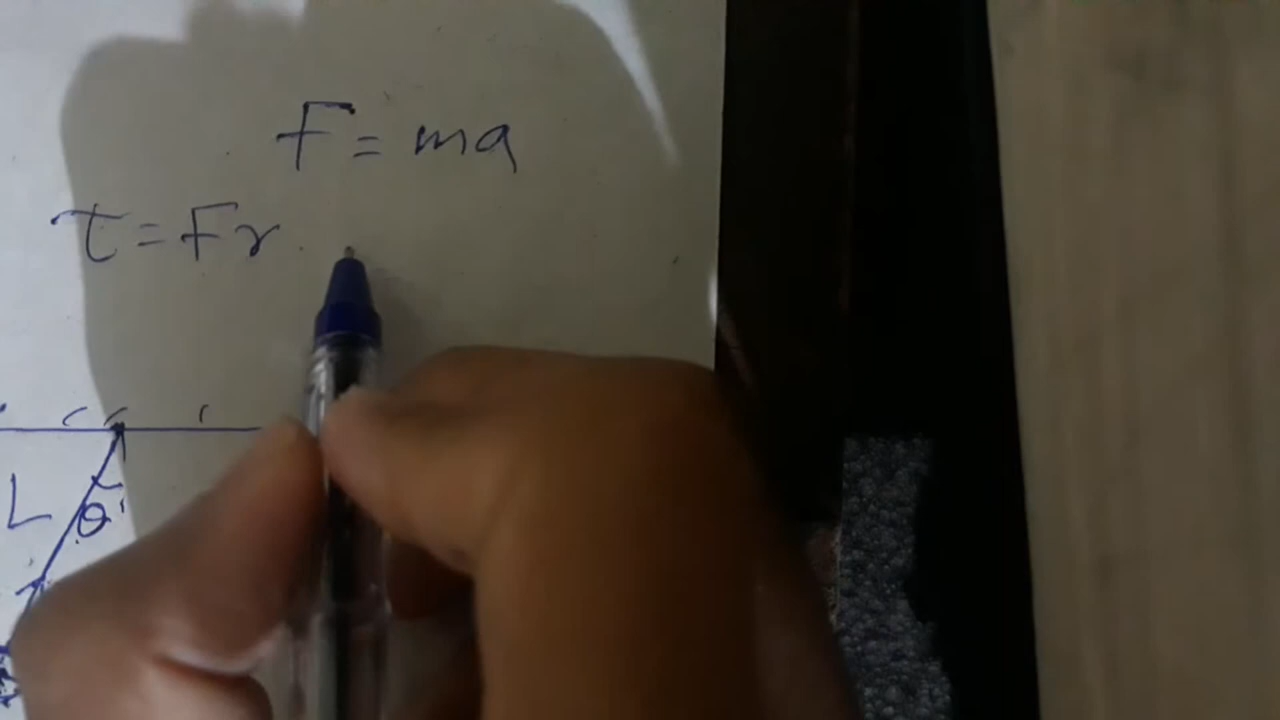 F = ma
τ = Fr
L
θ